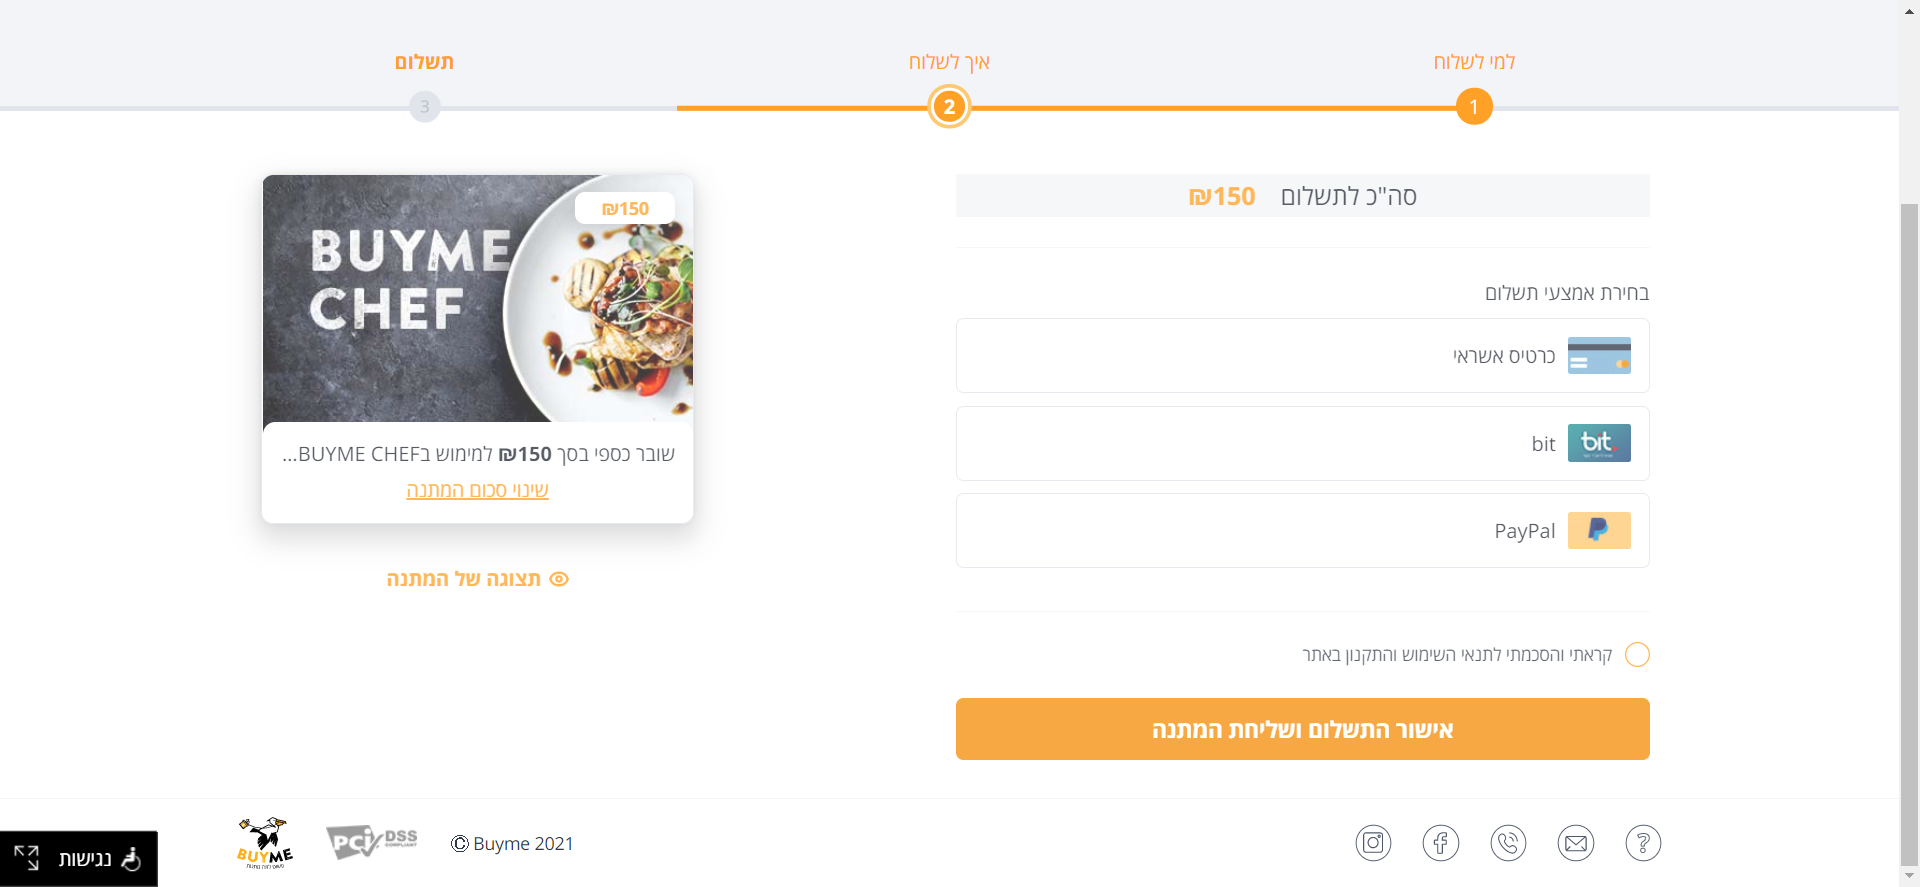 למי לשלוח
איך לשלוח
תשלום
1
2
3
סה"כ לתשלום ₪150
בחירת אמצעי תשלום
כרטיס אשראי
bit
bit
PayPal
קראתי והסכמתי לתנאי השימוש והתקנון באתר
אישור התשלום ושליחת המתנה
₪150
BUYME
CHEF
שובר כספי בסך ₪150 למימוש בBUYME CHEF...
שינוי סכום המתנה
תצוגה של המתנה
© Buyme 2021
PCI DSS
COMPLIANT
BUYME
נגישות